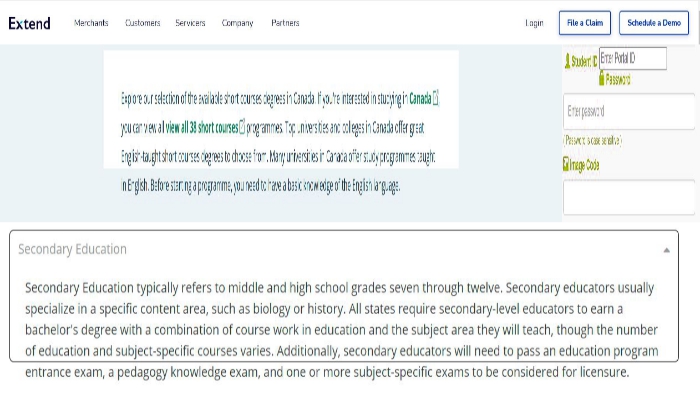 Extend Merchants Customers Servicers Company Partners Login File a Claim Schedule a Demo
Explore our selection of the available short courses degrees in Canada. If you're interested in studying in Canada
you can view all view all 38 short courses programmes. Top universities and colleges in Canada offer great
English-taught short courses degrees to choose from. Many universities in Canada offer study programmes taught
in English. Before starting a programme, you need to have a basic knowledge of the English language.
Student ID Enter Portal ID
Password
Enter password
(Password is case sensitive)
Image Code
Secondary Education
Secondary Education typically refers to middle and high school grades seven through twelve. Secondary educators usually
specialize in a specific content area, such as biology or history. All states require secondary-level educators to earn a
bachelor's degree with a combination of course work in education and the subject area they will teach, though the number
of education and subject-specific courses varies. Additionally, secondary educators will need to pass an education program
entrance exam, a pedagogy knowledge exam, and one or more subject-specific exams to be considered for licensure.